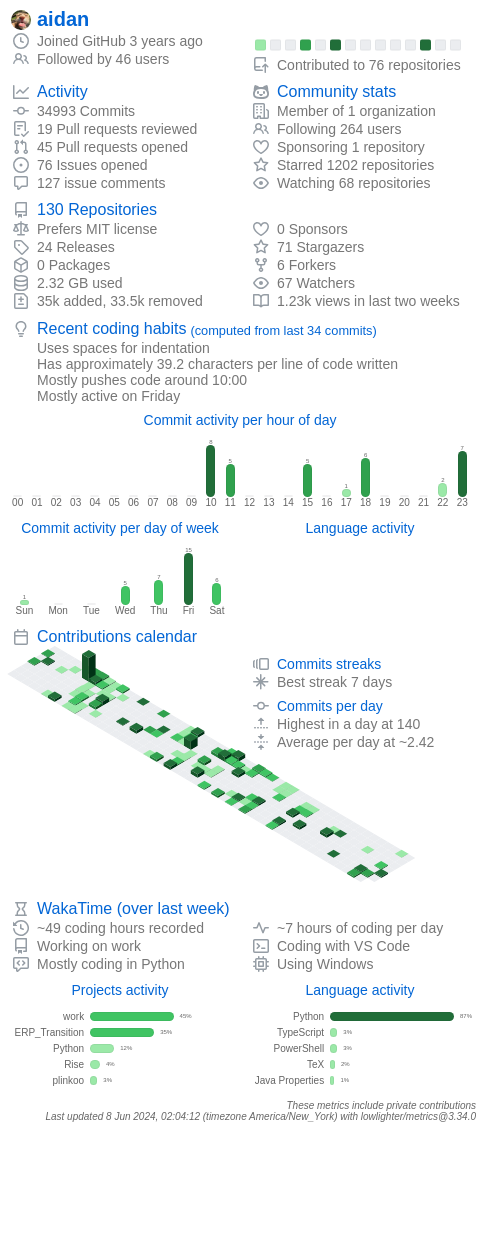 aidan
Joined GitHub 3 years ago
Followed by 46 users
Contributed to 76 repositories
Activity
34993 Commits
19 Pull requests reviewed
45 Pull requests opened
76 Issues opened
127 issue comments
Community stats
Member of 1 organization
Following 264 users
Sponsoring 1 repository
Starred 1202 repositories
Watching 68 repositories
130 Repositories
Prefers MIT license
24 Releases
0 Packages
2.32 GB used
35k added, 33.5k removed
0 Sponsors
71 Stargazers
6 Forkers
67 Watchers
1.23k views in last two weeks
Recent coding habits (computed from last 34 commits)
Uses spaces for indentation
Has approximately 39.2 characters per line of code written
Mostly pushes code around 10:00
Mostly active on Friday
Commit activity per hour of day
8 5 5 1 6 2 7
00 01 02 03 04 05 06 07 08 09 10 11 12 13 14 15 16 17 18 19 20 21 22 23
Commit activity per day of week
1 5 7 15 6
Sun Mon Tue Wed Thu Fri Sat
Language activity
Contributions calendar
Commits streaks
Best streak 7 days
Commits per day
Highest in a day at 140
Average per day at ~2.42
WakaTime (over last week)
~49 coding hours recorded
Working on work
Mostly coding in Python
~7 hours of coding per day
Coding with VS Code
Using Windows
Projects activity
work 45%
ERP_Transition 35%
Python 12%
Rise 4%
plinkoo 3%
Language activity
Python 87%
TypeScript 3%
PowerShell 3%
TeX 2%
Java Properties 1%
These metrics include private contributions
Last updated 8 Jun 2024, 02:04:12 (timezone America/New_York) with lowlighter/metrics@3.34.0